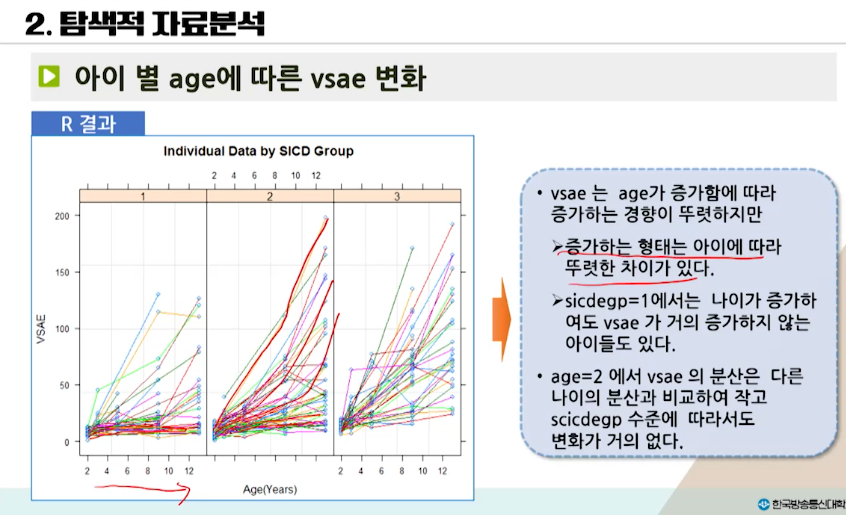 2. 탐색적 자료분석
아이 별 age에 따른 vsae 변화
R 결과
Individual Data by SICD Group
2 4 6 8 10 12
1 2 3
200
150
100
50
0
VSAE
2 4 6 8 10 12 2 4 6 8 10 12
Age(Years)
• vsae 는 age가 증가함에 따라
증가하는 경향이 뚜렷하지만
➢증가하는 형태는 아이에 따라
뚜렷한 차이가 있다.
➢sicdegp=1에서는 나이가 증가하
여도 vsae 가 거의 증가하지 않는
아이들도 있다.
• age=2 에서 vsae 의 분산은 다른
나이의 분산과 비교하여 작고
scicdegp 수준에 따라서도
변화가 거의 없다.
한국방송통신대학